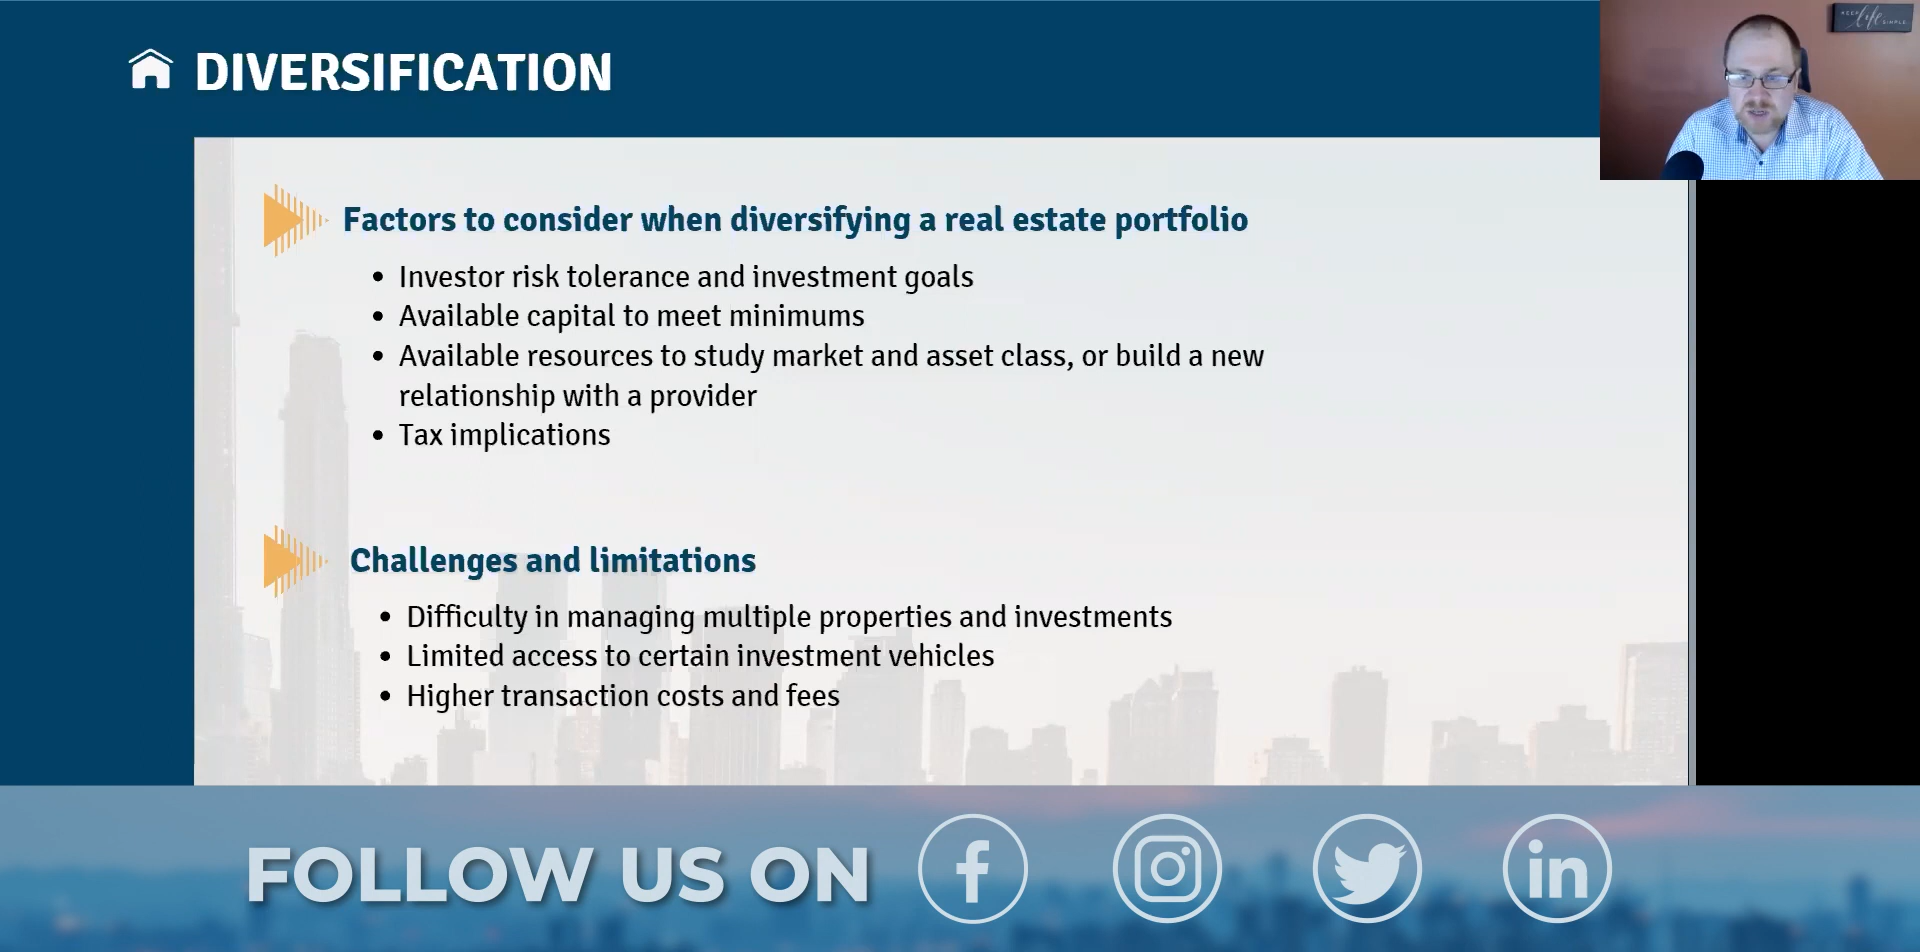 DIVERSIFICATION
KEEP life SIMPLE.
Factors to consider when diversifying a real estate portfolio
• Investor risk tolerance and investment goals
• Available capital to meet minimums
• Available resources to study market and asset class, or build a new
relationship with a provider
• Tax implications
Challenges and limitations
• Difficulty in managing multiple properties and investments
• Limited access to certain investment vehicles
• Higher transaction costs and fees
FOLLOW US ON